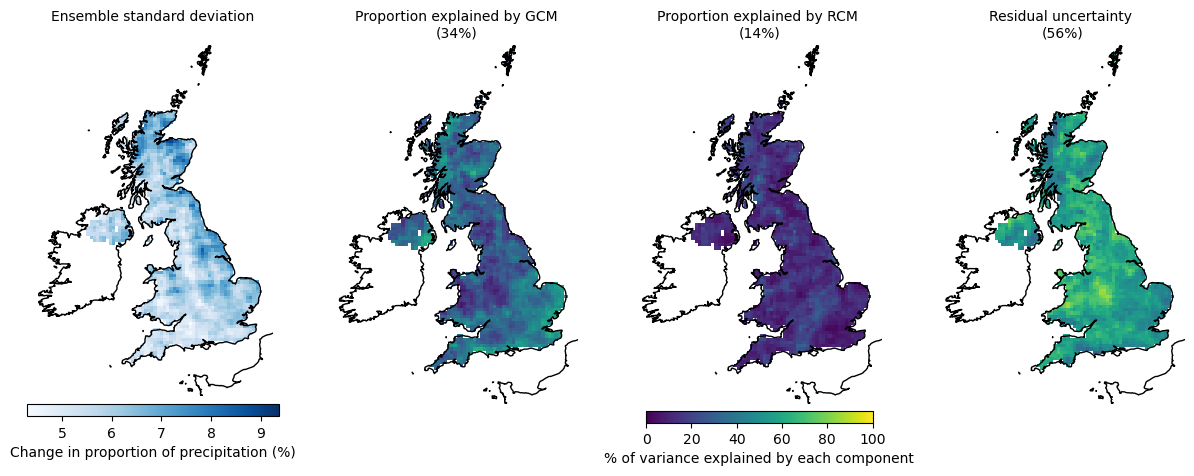 Ensemble standard deviation
Proportion explained by GCM
(34%)
Proportion explained by RCM
(14%)
Residual uncertainty
(56%)
5 6 7 8 9
Change in proportion of precipitation (%)
0 20 40 60 80 100
% of variance explained by each component